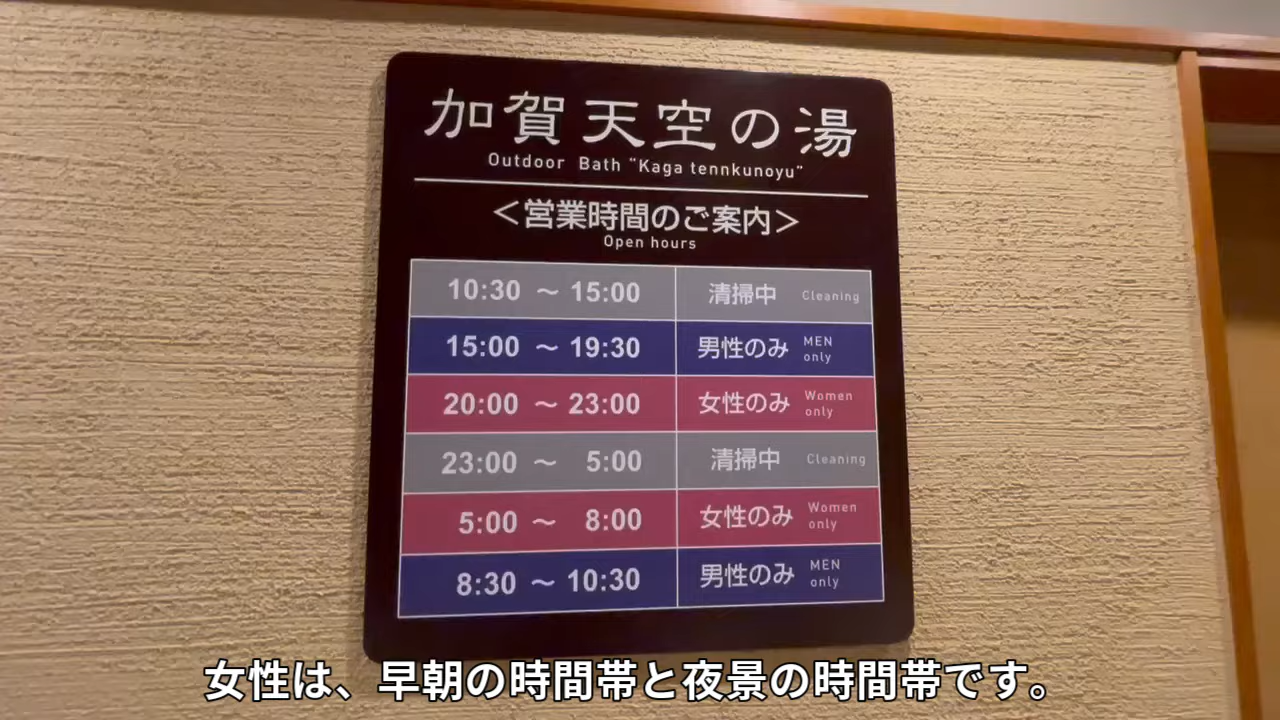 加賀天空の湯
Outdoor Bath "Kaga tennkunoyu"
＜営業時間のご案内＞
Open hours
10:30 ～ 15:00 清掃中 Cleaning
15:00 ～ 19:30 男性のみ MEN only
20:00 ～ 23:00 女性のみ Women only
23:00 ～ 5:00 清掃中 Cleaning
5:00 ～ 8:00 女性のみ Women only
8:30 ～ 10:30 男性のみ MEN only
女性は、早朝の時間帯と夜景の時間帯です。